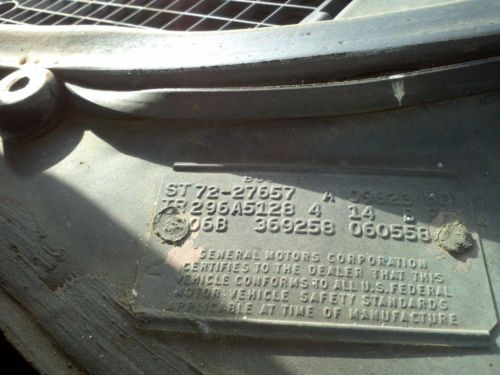 ST 72-27657 A
TR 296A5128 4 14
06B 369258 060558
GENERAL MOTORS CORPORATION
CERTIFIES TO THE DEALER THAT THIS
VEHICLE CONFORMS TO ALL U.S. FEDERAL
MOTOR VEHICLE SAFETY STANDARDS
APPLICABLE AT TIME OF MANUFACTURE